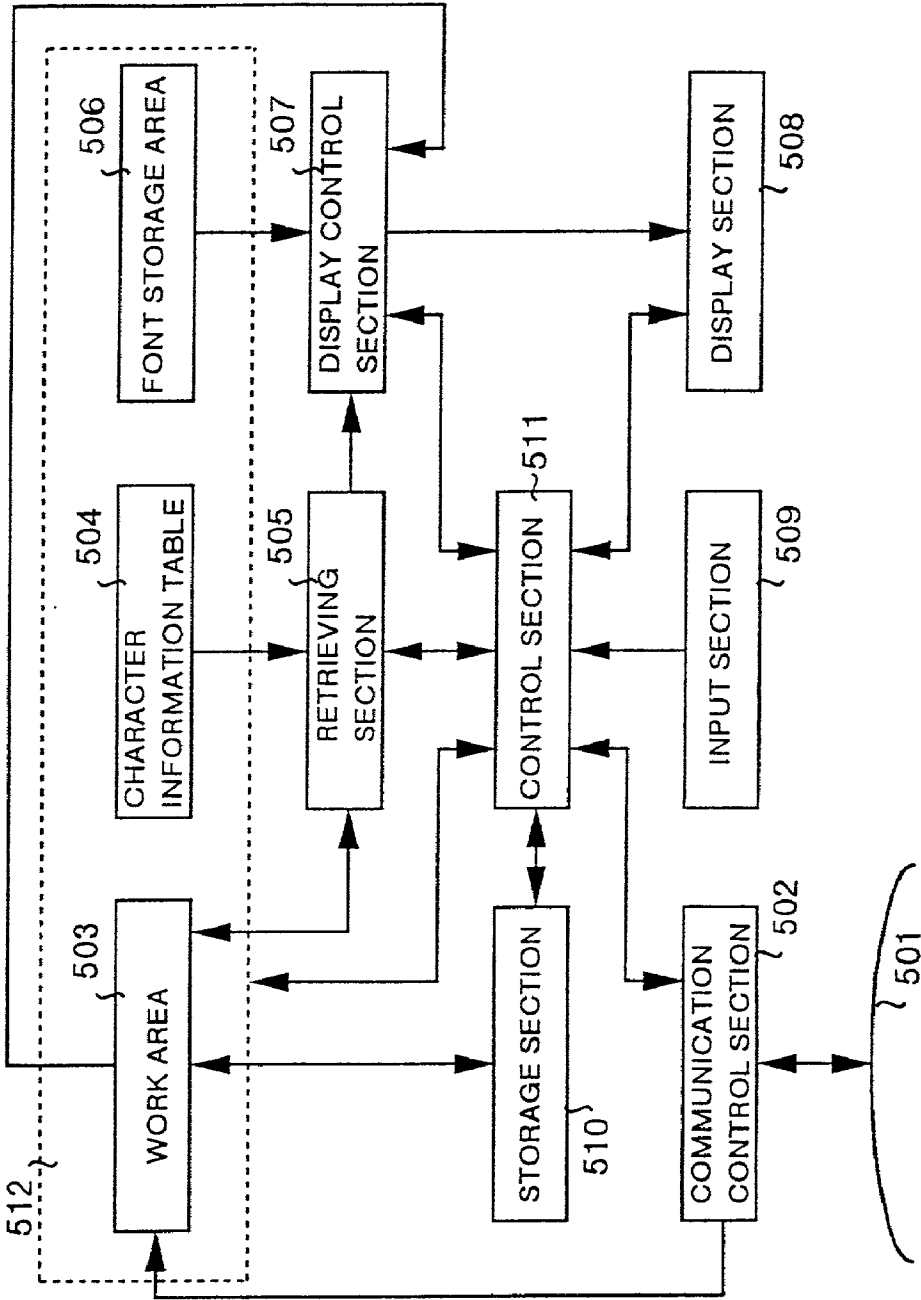 512
503
WORK AREA
504
CHARACTER
INFORMATION TABLE
506
FONT STORAGE AREA
505
RETRIEVING
SECTION
507
DISPLAY CONTROL
SECTION
STORAGE SECTION
510
CONTROL SECTION
511
COMMUNICATION
CONTROL SECTION
502
INPUT SECTION
509
DISPLAY SECTION
508
501